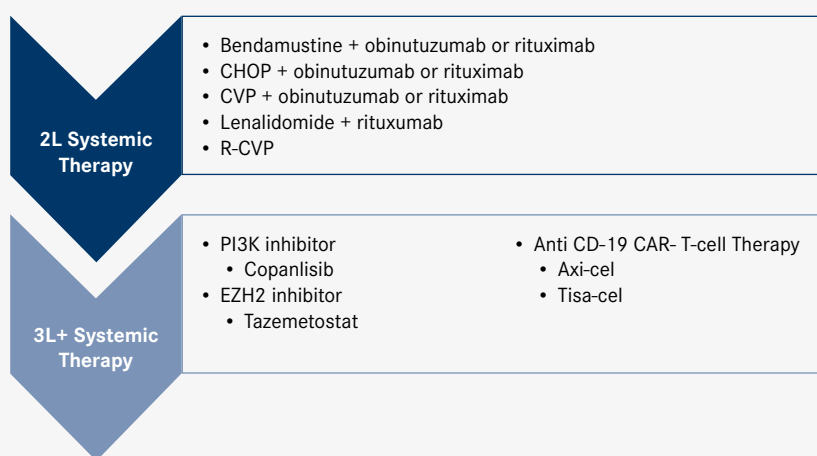 2L Systemic
Therapy
• Bendamustine + obinutuzumab or rituximab
• CHOP + obinutuzumab or rituximab
• CVP + obinutuzumab or rituximab
• Lenalidomide + rituxumab
• R-CVP
3L+ Systemic
Therapy
• PI3K inhibitor
• Copanlisib
• EZH2 inhibitor
• Tazemetostat
• Anti CD-19 CAR- T-cell Therapy
• Axi-cel
• Tisa-cel